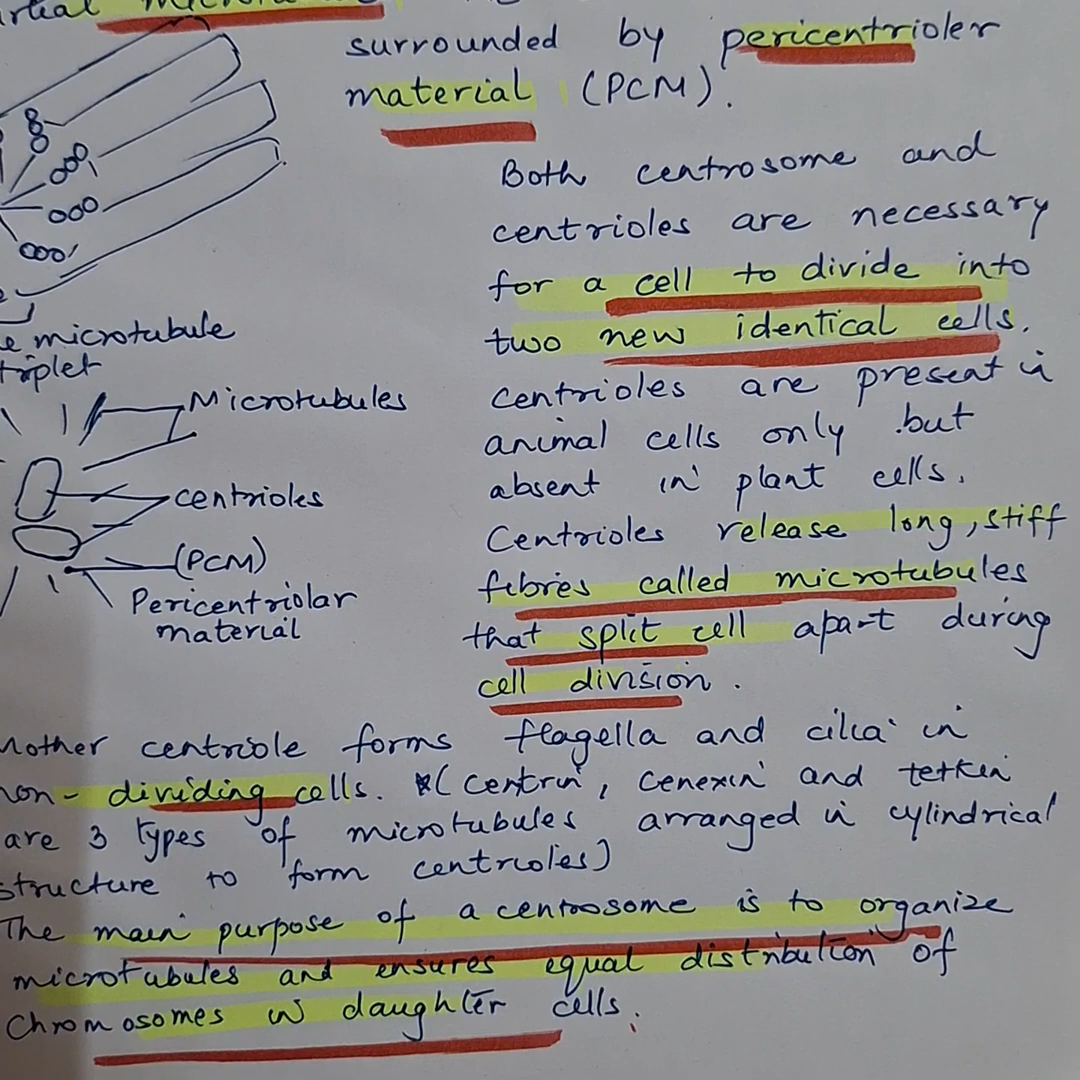 surrounded by pericentrioler
material (PCM).
Both centrosome and
centrioles are necessary
for a cell to divide into
two new identical cells.
microtubule
triplet
Microtubules
centrioles
(PCM)
Pericentriolar
material
centrioles are present in
animal cells only but
absent in plant cells.
Centrioles release long, stiff
fibres called microtubules
that split cell apart during
cell division.
Mother centriole forms flagella and cilia in
non-dividing cells. *(Centrin, cenexin and tetkin
are 3 types of microtubules arranged in cylindrical
structure to form centrioles)
The main purpose of a centrosome is to organize
microtubules and ensures equal distribution of
Chromosomes in daughter cells.